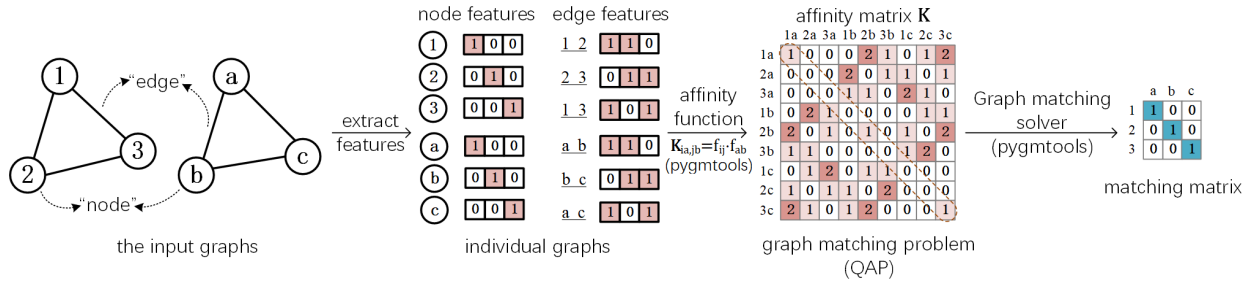 1
2
3
"edge"
"node"
a
b
c
the input graphs
extract
features
node features
edge features
1 1 0 0 1 2 1 1 0
2 0 1 0 2 3 0 1 1
3 0 0 1 1 3 1 0 1
a 1 0 0 a b 1 1 0
b 0 1 0 b c 0 1 1
c 0 0 1 a c 1 0 1
individual graphs
affinity
function
K_{ia,jb}=f_{ij}·f_{ab}
(pygmtools)
affinity matrix K
1a 2a 3a 1b 2b 3b 1c 2c 3c
1a 1 0 0 0 2 1 0 1 2
2a 0 0 0 2 0 1 1 0 1
3a 0 0 0 1 1 0 2 1 0
1b 0 2 1 0 0 0 0 1 1
2b 2 0 1 0 1 0 1 0 2
3b 1 1 0 0 0 0 1 2 0
1c 0 1 2 0 1 1 0 0 0
2c 1 0 1 1 0 2 0 0 0
3c 2 1 0 1 2 0 0 0 1
graph matching problem
(QAP)
Graph matching
solver
(pygmtools)
a b c
1 1 0 0
2 0 1 0
3 0 0 1
matching matrix